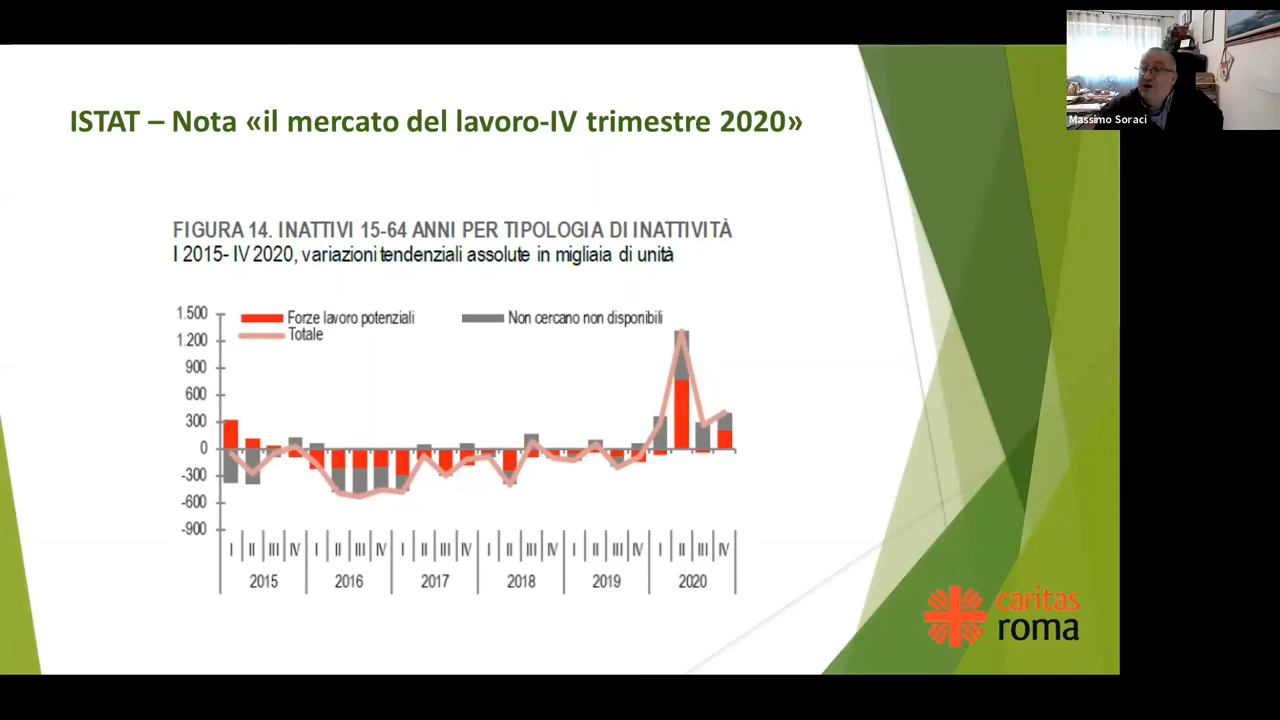 Massimo Soraci
ISTAT – Nota «il mercato del lavoro-IV trimestre 2020»
FIGURA 14. INATTIVI 15-64 ANNI PER TIPOLOGIA DI INATTIVITÀ
I 2015- IV 2020, variazioni tendenziali assolute in migliaia di unità
1.500
1.200
900
600
300
0
-300
-600
-900
Forze lavoro potenziali
Non cercano non disponibili
Totale
I II III IV I II III IV I II III IV I II III IV I II III IV I II III IV
2015 2016 2017 2018 2019 2020
caritas
roma